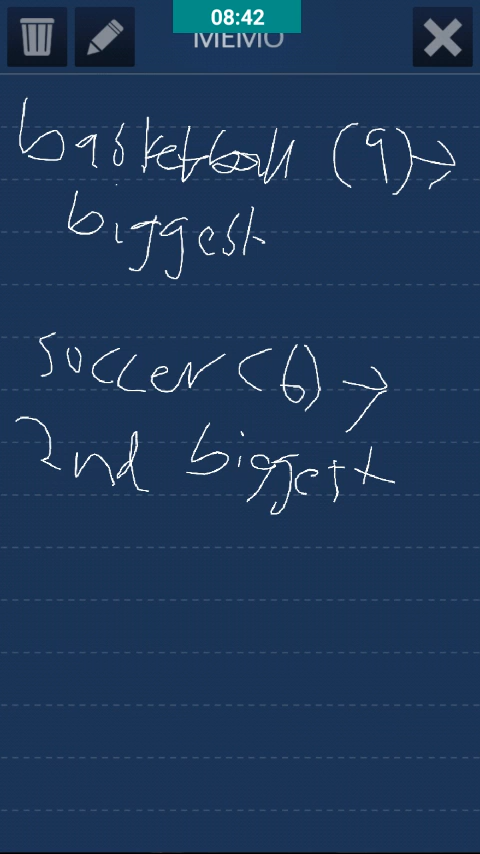 08:42
MEMO
basketball (9)→
biggest
soccer (6) →
2nd biggest